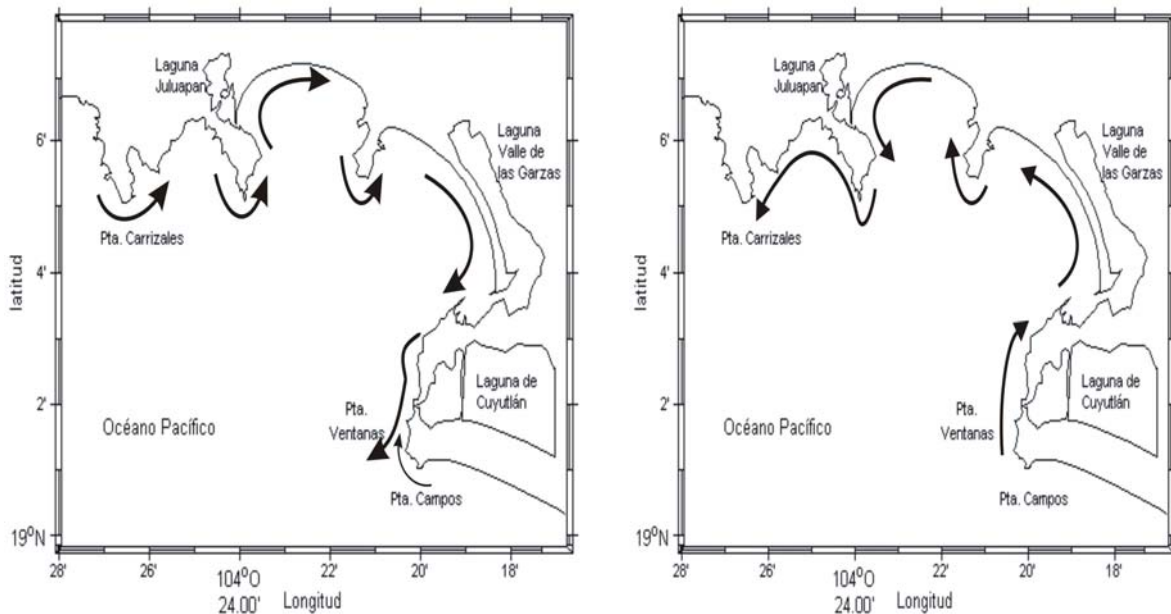 Laguna
Juluapan
6'
Laguna
Valle de
las Garzas
Pta. Carrizales
latitud
4'
Laguna de
Cuyutlán
2'
Pta.
Ventanas
Océano Pacífico
Pta. Campos
19ºN
28'
26'
104ºO
24.00'
22'
20'
18'
Longitud
Laguna
Juluapan
6'
Laguna
Valle de
las Garzas
Pta. Carrizales
latitud
4'
Laguna de
Cuyutlán
2'
Pta.
Ventanas
Océano Pacífico
Pta. Campos
19ºN
28'
26'
104ºO
24.00'
22'
20'
18'
Longitud